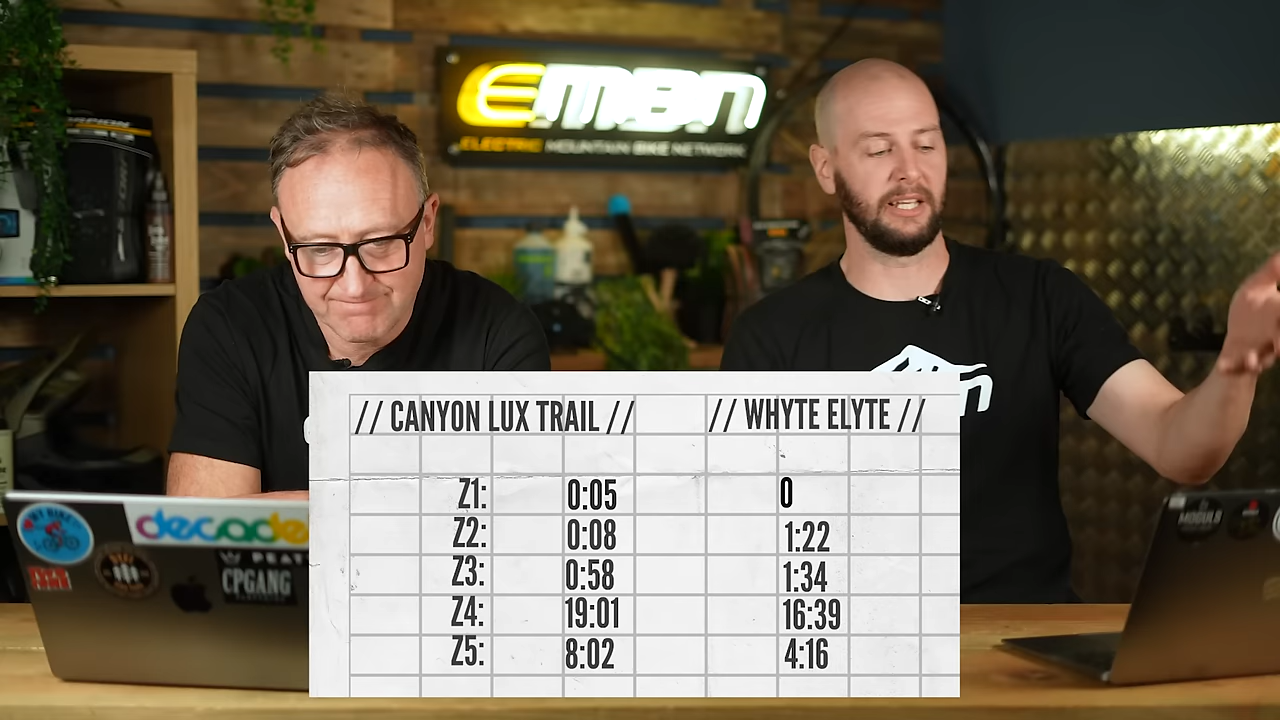 EMBN
ELECTRIC MOUNTAIN BIKE NETWORK
// CANYON LUX TRAIL // // WHYTE ELYTE //
Z1: 0:05 0
Z2: 0:08 1:22
Z3: 0:58 1:34
Z4: 19:01 16:39
Z5: 8:02 4:16
decade
PEAT
CPGANG